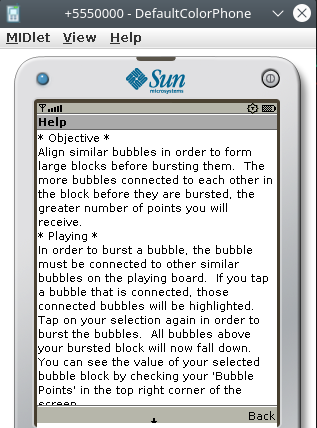 +5550000 - DefaultColorPhone
MIDlet View Help
Sun
microsystems
Help
* Objective *
Align similar bubbles in order to form
large blocks before bursting them. The
more bubbles connected to each other in
the block before they are bursted, the
greater number of points you will
receive.
* Playing *
In order to burst a bubble, the bubble
must be connected to other similar
bubbles on the playing board. If you tap
a bubble that is connected, those
connected bubbles will be highlighted.
Tap on your selection again in order to
burst the bubbles. All bubbles above
your bursted block will now fall down.
You can see the value of your selected
bubble block by checking your 'Bubble
Points' in the top right corner of the
screen
Back